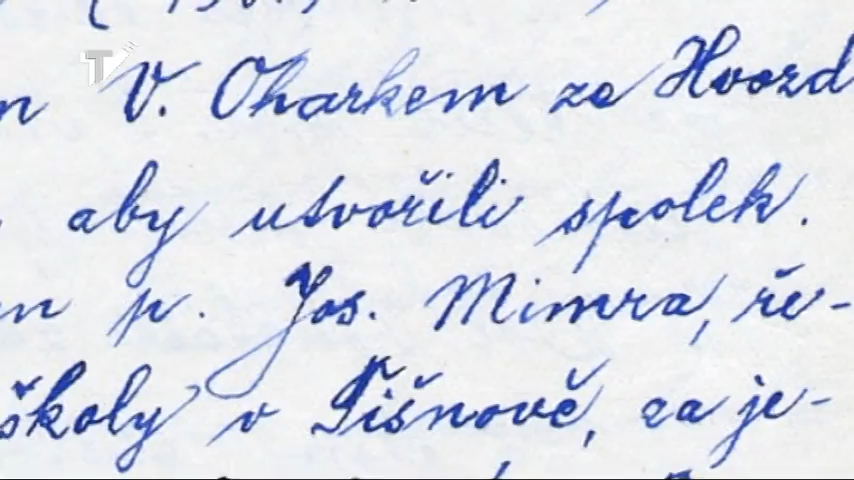 V. Oharkem ze Hvozd
aby utvořili spolek.
p. Jos. Mimra, ře-
školy v Tišnově, za je-